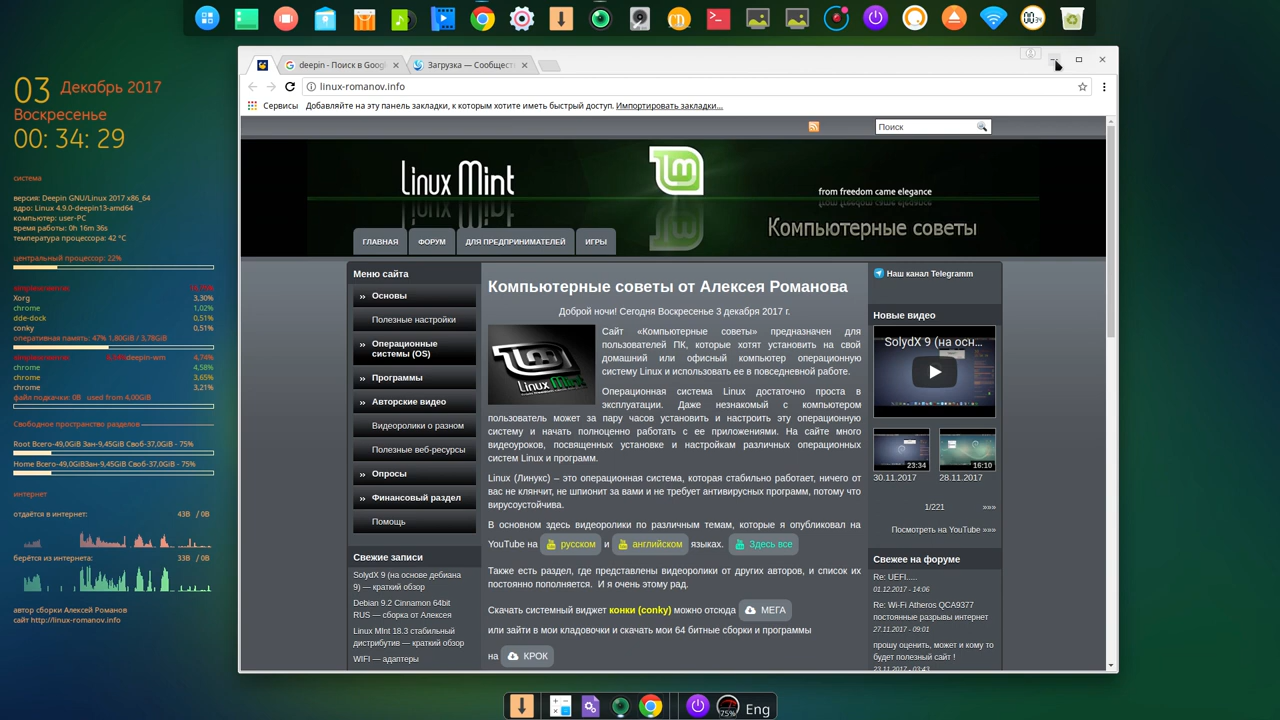 03 Декабрь 2017
Воскресенье
00: 34: 29
система
версия: Deepin GNU/Linux 2017 x86_64
ядро: Linux 4.9.0-deepin13-amd64
компьютер: user-PC
время работы: 0h 16m 36s
температура процессора: 42 °C
центральный процессор: 22%
Xorg 3,30%
chrome 1,02%
dde-dock 0,51%
conky 0,51%
оперативная память: 47% 1,80GiB / 3,78GiB
deepin-wm 4,74%
chrome 4,58%
chrome 3,65%
chrome 3,21%
файл подкачки: 0B used from 4,00GiB
Свободное пространство разделов
Root Всего-49,0GiB Зан-9,45GiB Своб-37,0GiB - 75%
Home Всего-49,0GiBЗан-9,45GiB Своб-37,0GiB - 75%
интернет
отдаётся в интернет: 43B / 0B
берётся из интернета: 33B / 0B
автор сборки Алексей Романов
сайт http://linux-romanov.info
deepin - Поиск в Googl
Загрузка — Сообщест
linux-romanov.info
Сервисы Добавляйте на эту панель закладки, к которым хотите иметь быстрый доступ. Импортировать закладки...
Поиск
Linux Mint
from freedom came elegance
Компьютерные советы
ГЛАВНАЯ ФОРУМ ДЛЯ ПРЕДПРИНИМАТЕЛЕЙ ИГРЫ
Меню сайта
Основы
Полезные настройки
Операционные
системы (OS)
Программы
Авторские видео
Видеоролики о разном
Полезные веб-ресурсы
Опросы
Финансовый раздел
Помощь
Свежие записи
SolydX 9 (на основе дебиана
9) — краткий обзор
Debian 9.2 Cinnamon 64bit
RUS — сборка от Алексея
Linux MInt 18.3 стабильный
дистрибутив — краткий обзор
WIFI — адаптеры
Компьютерные советы от Алексея Романова
Доброй ночи! Сегодня Воскресенье 3 декабря 2017 г.
Linux Mint
Сайт «Компьютерные советы» предназначен для
пользователей ПК, которые хотят установить на свой
домашний или офисный компьютер операционную
систему Linux и использовать ее в повседневной работе.
Операционная система Linux достаточно проста в
эксплуатации. Даже незнакомый с компьютером
пользователь может за пару часов установить и настроить эту операционную
систему и начать полноценно работать с ее приложениями. На сайте много
видеоуроков, посвященных установке и настройкам различных операционных
систем Linux и программ.
Linux (Линукс) – это операционная система, которая стабильно работает, ничего от
вас не клянчит, не шпионит за вами и не требует антивирусных программ, потому что
вирусоустойчива.
В основном здесь видеоролики по различным темам, которые я опубликовал на
YouTube на русском и английском языках. Здесь все
Также есть раздел, где представлены видеоролики от других авторов, и список их
постоянно пополняется. И я очень этому рад.
Скачать системный виджет конки (conky) можно отсюда МЕГА
или зайти в мои кладовочки и скачать мои 64 битные сборки и программы
на КРОК
Наш канал Telegramm
Новые видео
SolydX 9 (на осн...
23:34 16:10
30.11.2017 28.11.2017
1/221 »»»
Посмотреть на YouTube »»»
Свежее на форуме
Re: UEFI.....
01.12.2017 - 14:06
Re: Wi-Fi Atheros QCA9377
постоянные разрывы интернет
27.11.2017 - 09:01
прошу оценить, может и кому то
будет полезный сайт !
23.11.2017 - 03:43
75% Eng